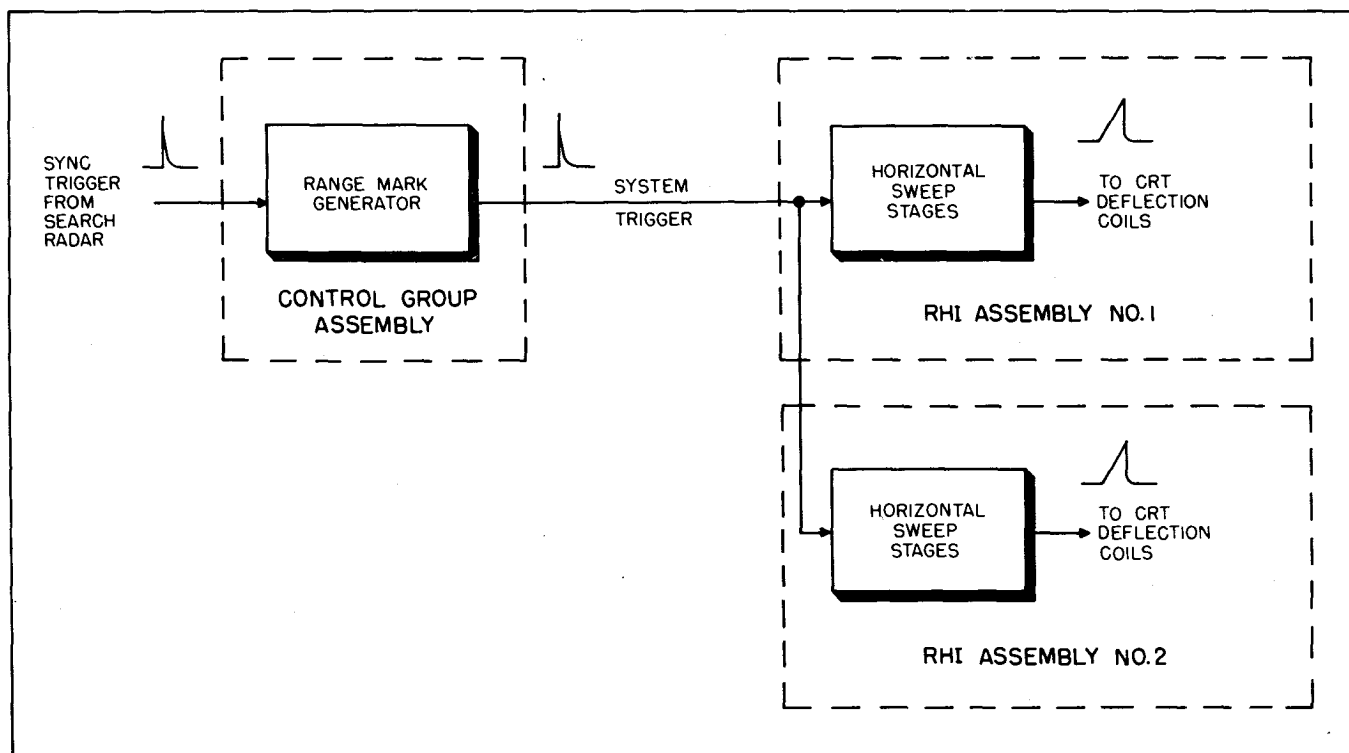 SYNC
TRIGGER
FROM
SEARCH
RADAR
RANGE MARK
GENERATOR
CONTROL GROUP
ASSEMBLY
SYSTEM
TRIGGER
HORIZONTAL
SWEEP
STAGES
TO CRT
DEFLECTION
COILS
RHI ASSEMBLY NO.1
HORIZONTAL
SWEEP
STAGES
TO CRT
DEFLECTION
COILS
RHI ASSEMBLY NO.2